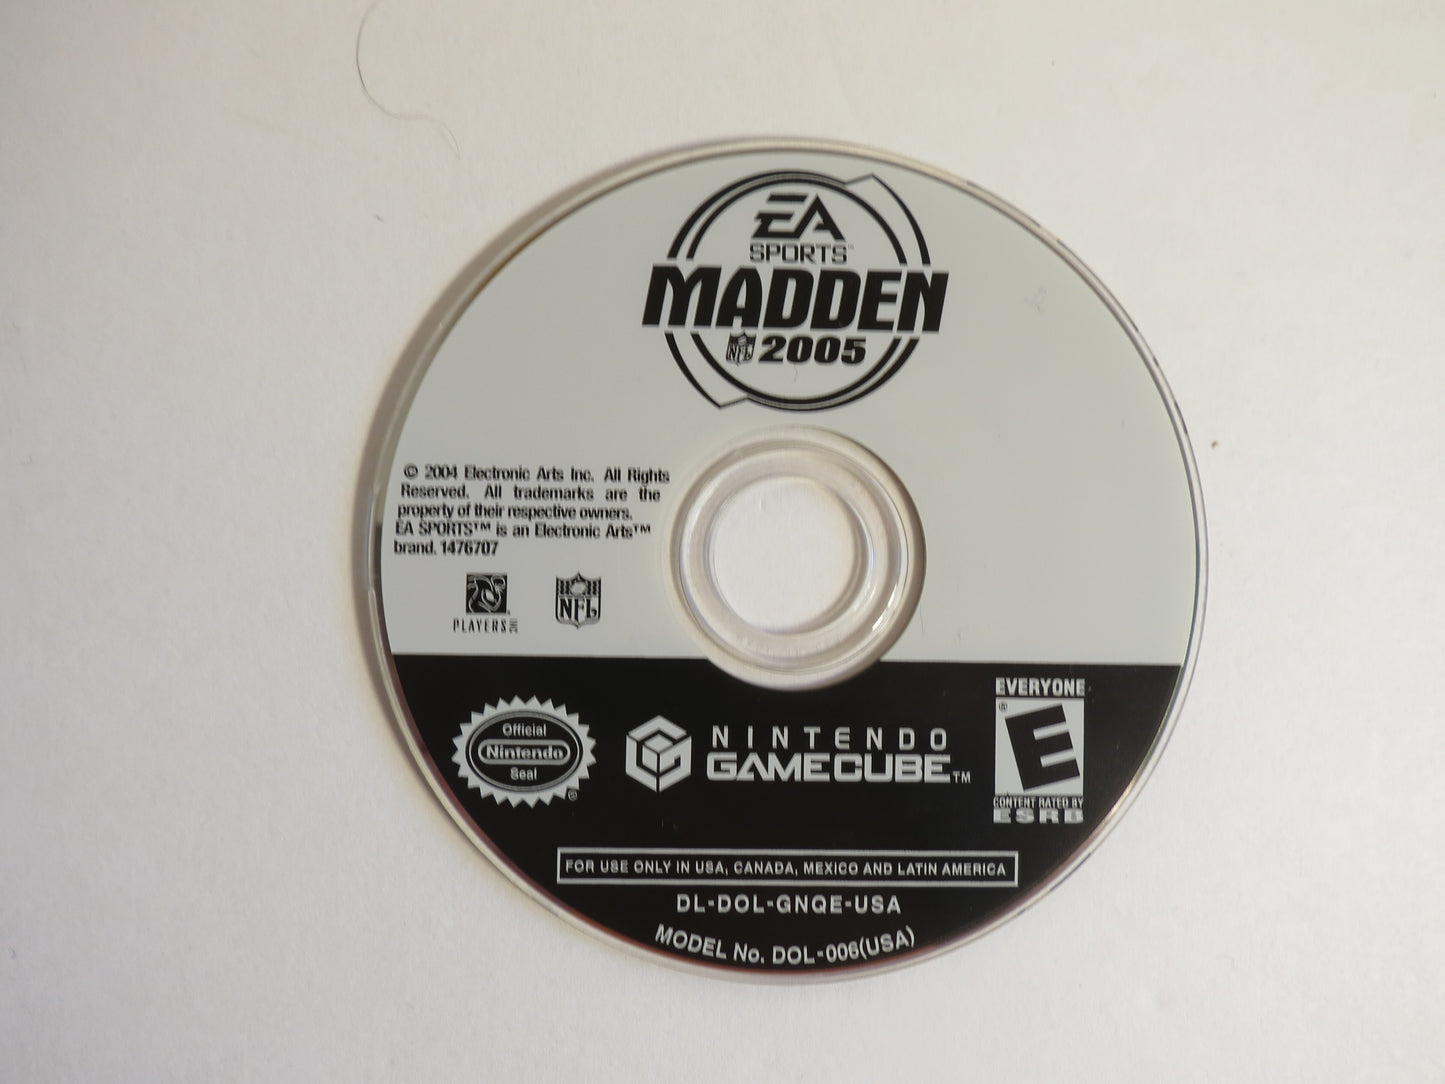 EA
SPORTS™
MADDEN
NFL 2005
© 2004 Electronic Arts Inc. All Rights
Reserved. All trademarks are the
property of their respective owners.
EA SPORTS™ is an Electronic Arts™
brand. 1476707
PLAYERS INC
NFL
EVERYONE
E
®
CONTENT RATED BY
ESRB
Official
Nintendo
Seal
®
NINTENDO
GAMECUBE™
FOR USE ONLY IN USA, CANADA, MEXICO AND LATIN AMERICA
DL-DOL-GNQE-USA
MODEL No. DOL-006(USA)